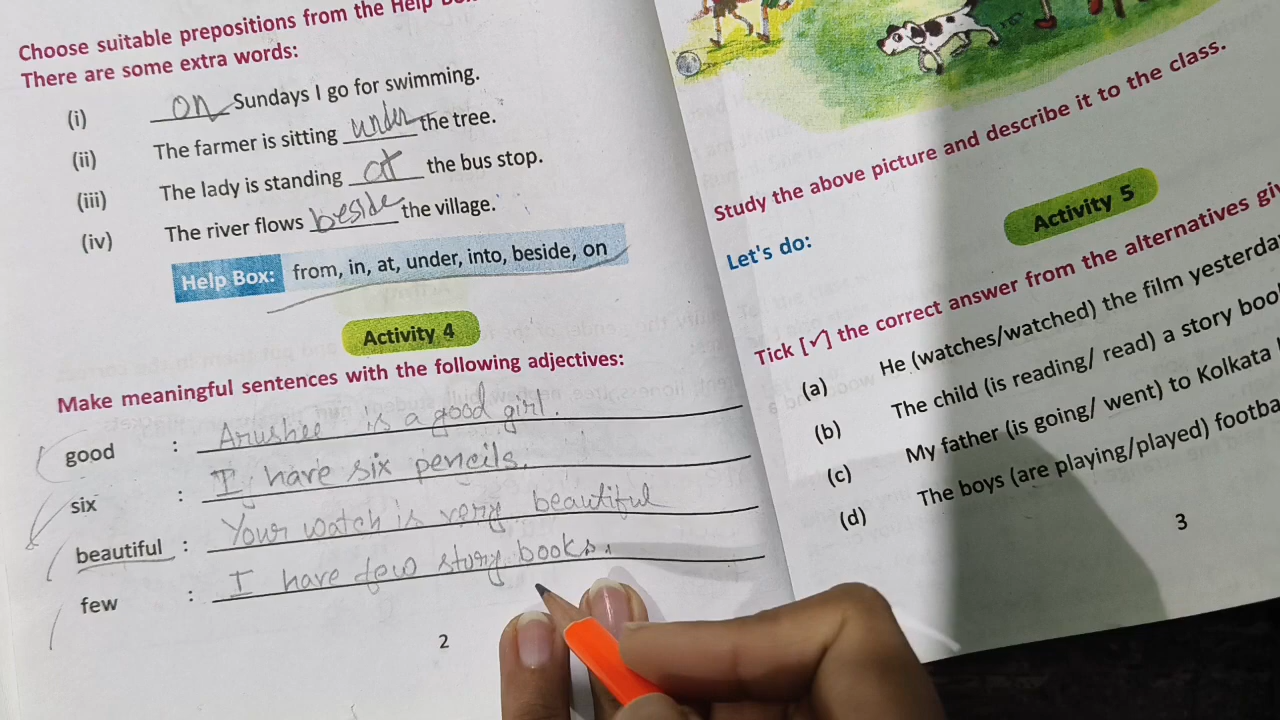 Choose suitable prepositions from the Help
There are some extra words:
(i) on Sundays I go for swimming.
(ii) The farmer is sitting under the tree.
(iii) The lady is standing at the bus stop.
(iv) The river flows beside the village.
Help Box: from, in, at, under, into, beside, on
Activity 4
Make meaningful sentences with the following adjectives:
good : Arushee is a good girl.
six : I have six pencils.
beautiful : Your watch is very beautiful
few : I have few story books.
2
Study the above picture and describe it to the class.
Activity 5
Let's do:
Tick [✓] the correct answer from the alternatives
(a) He (watches/watched) the film
(b) The child (is reading/ read) a story
(c) My father (is going/ went) to Kolkata
(d) The boys (are playing/played)
3